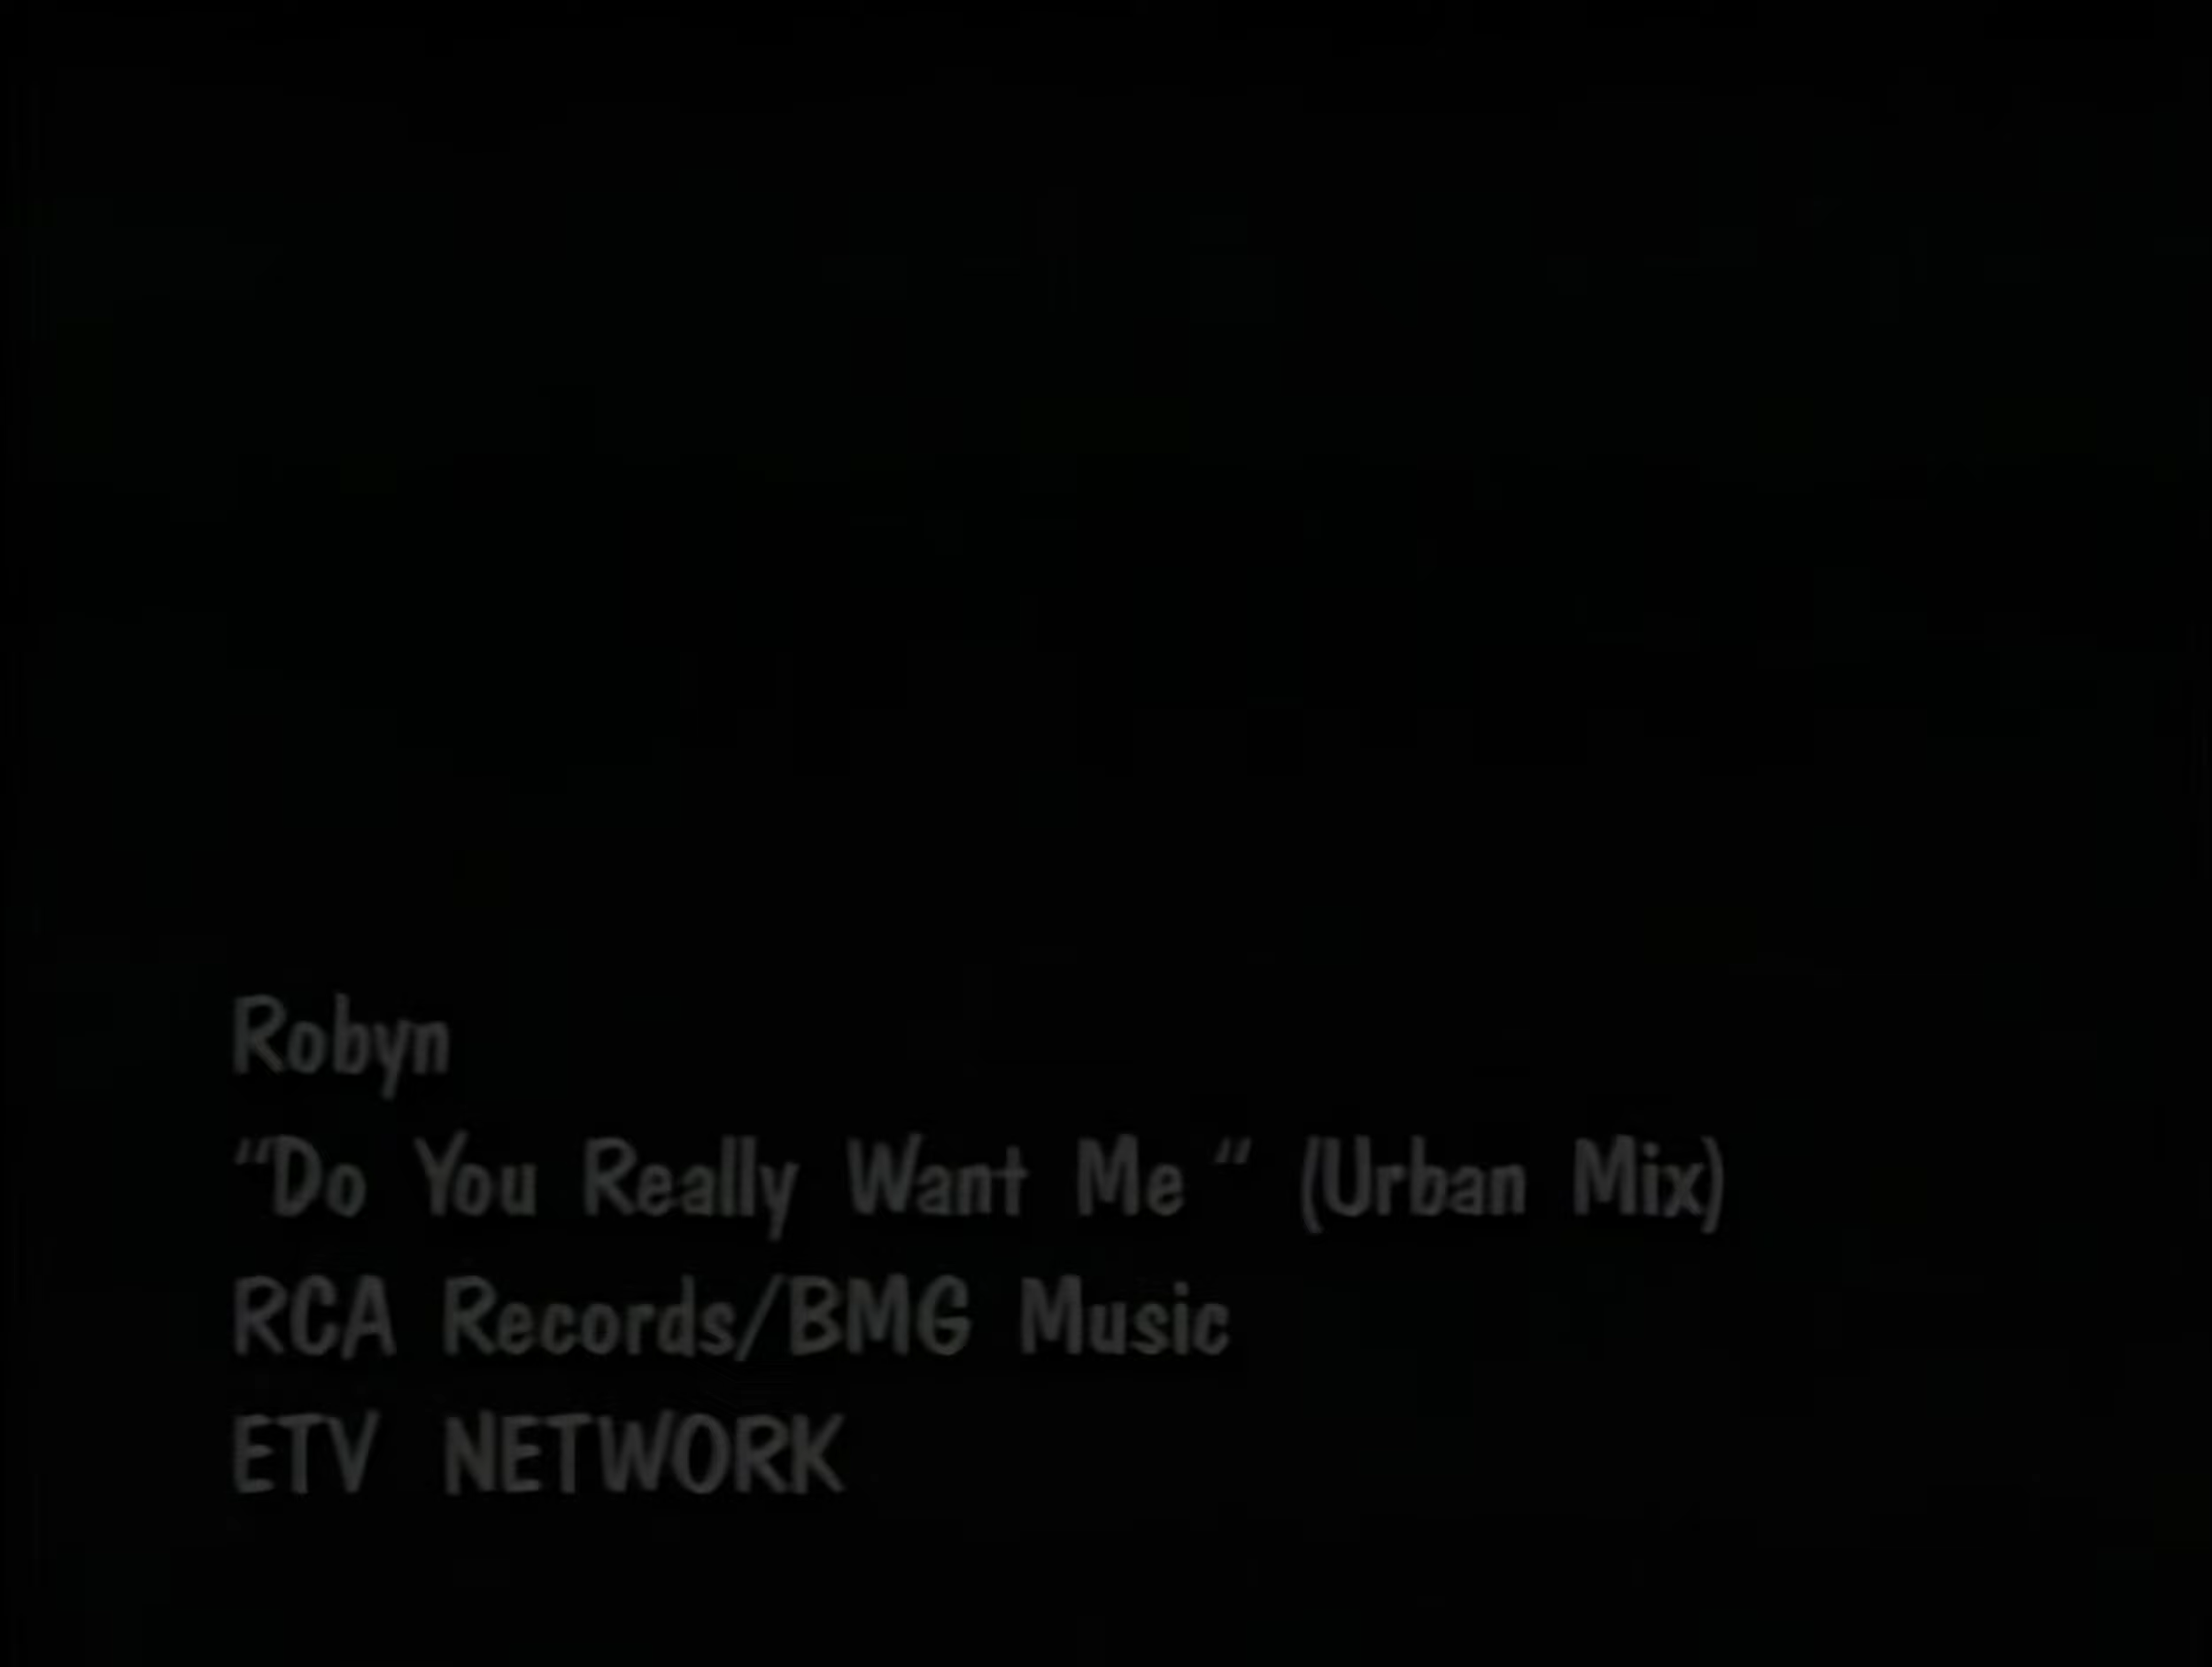 Robyn
“Do You Really Want Me “ (Urban Mix)
RCA Records/BMG Music
ETV NETWORK